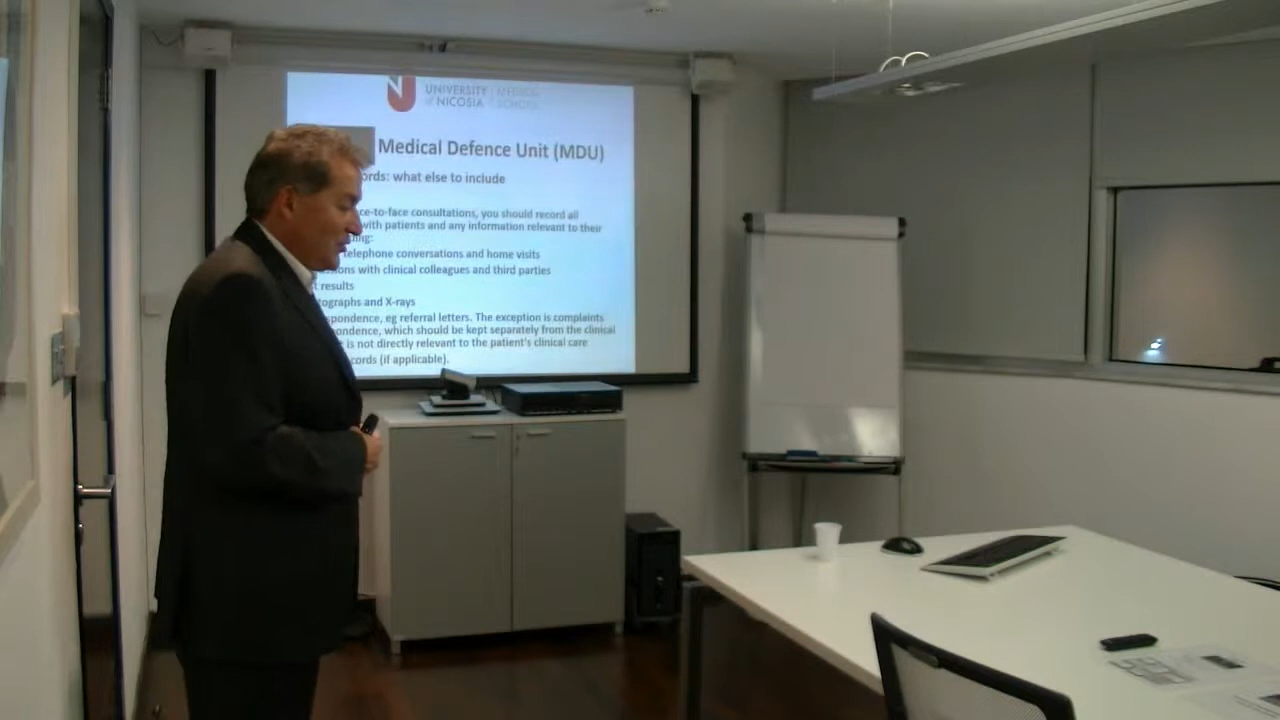 UNIVERSITY MEDICAL
of NICOSIA SCHOOL
Medical Defence Unit (MDU)
ords: what else to include
ce-to-face consultations, you should record all
with patients and any information relevant to their
ing:
elephone conversations and home visits
ons with clinical colleagues and third parties
t results
tographs and X-rays
spondence, eg referral letters. The exception is complaints
pondence, which should be kept separately from the clinical
t is not directly relevant to the patient's clinical care
cords (if applicable).